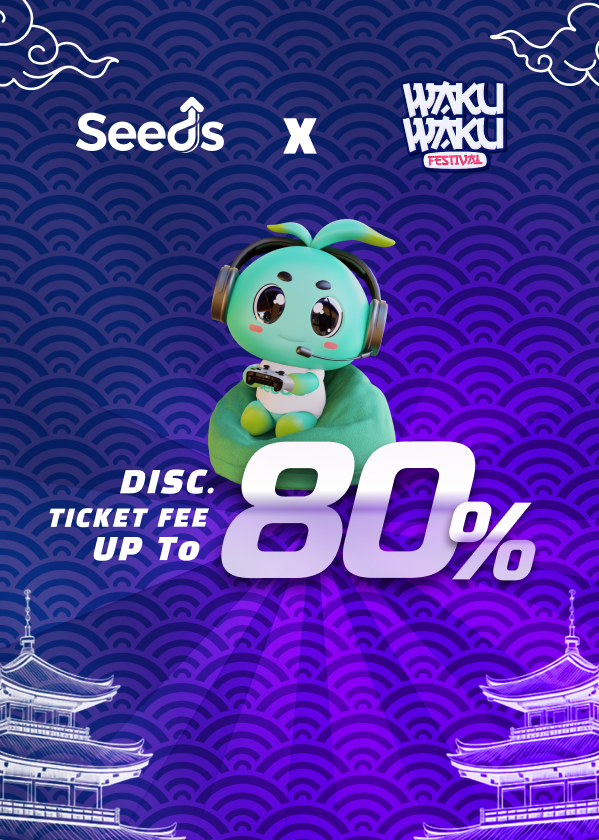 Seeds X WAKU WAKU FESTIVAL
DISC.
TICKET FEE
UP To
80%